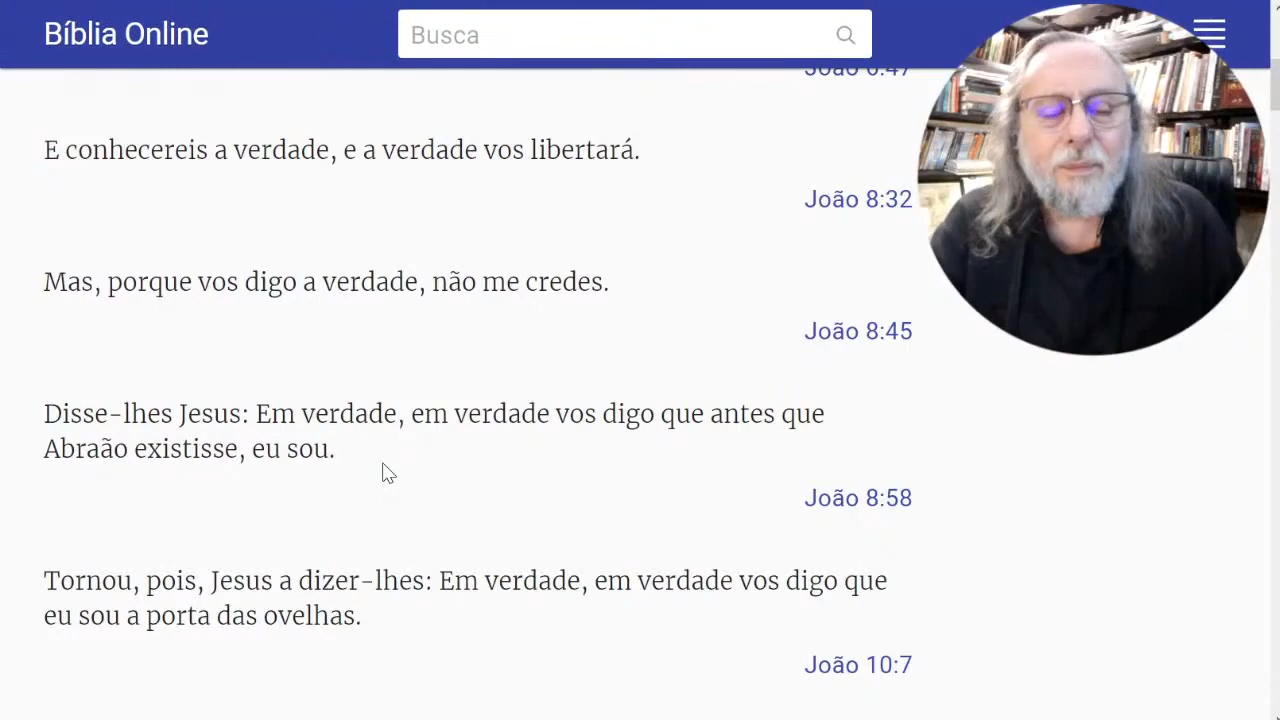 Bíblia Online
Busca
João 6:47
E conhecereis a verdade, e a verdade vos libertará.
João 8:32
Mas, porque vos digo a verdade, não me credes.
João 8:45
Disse-lhes Jesus: Em verdade, em verdade vos digo que antes que
Abraão existisse, eu sou.
João 8:58
Tornou, pois, Jesus a dizer-lhes: Em verdade, em verdade vos digo que
eu sou a porta das ovelhas.
João 10:7